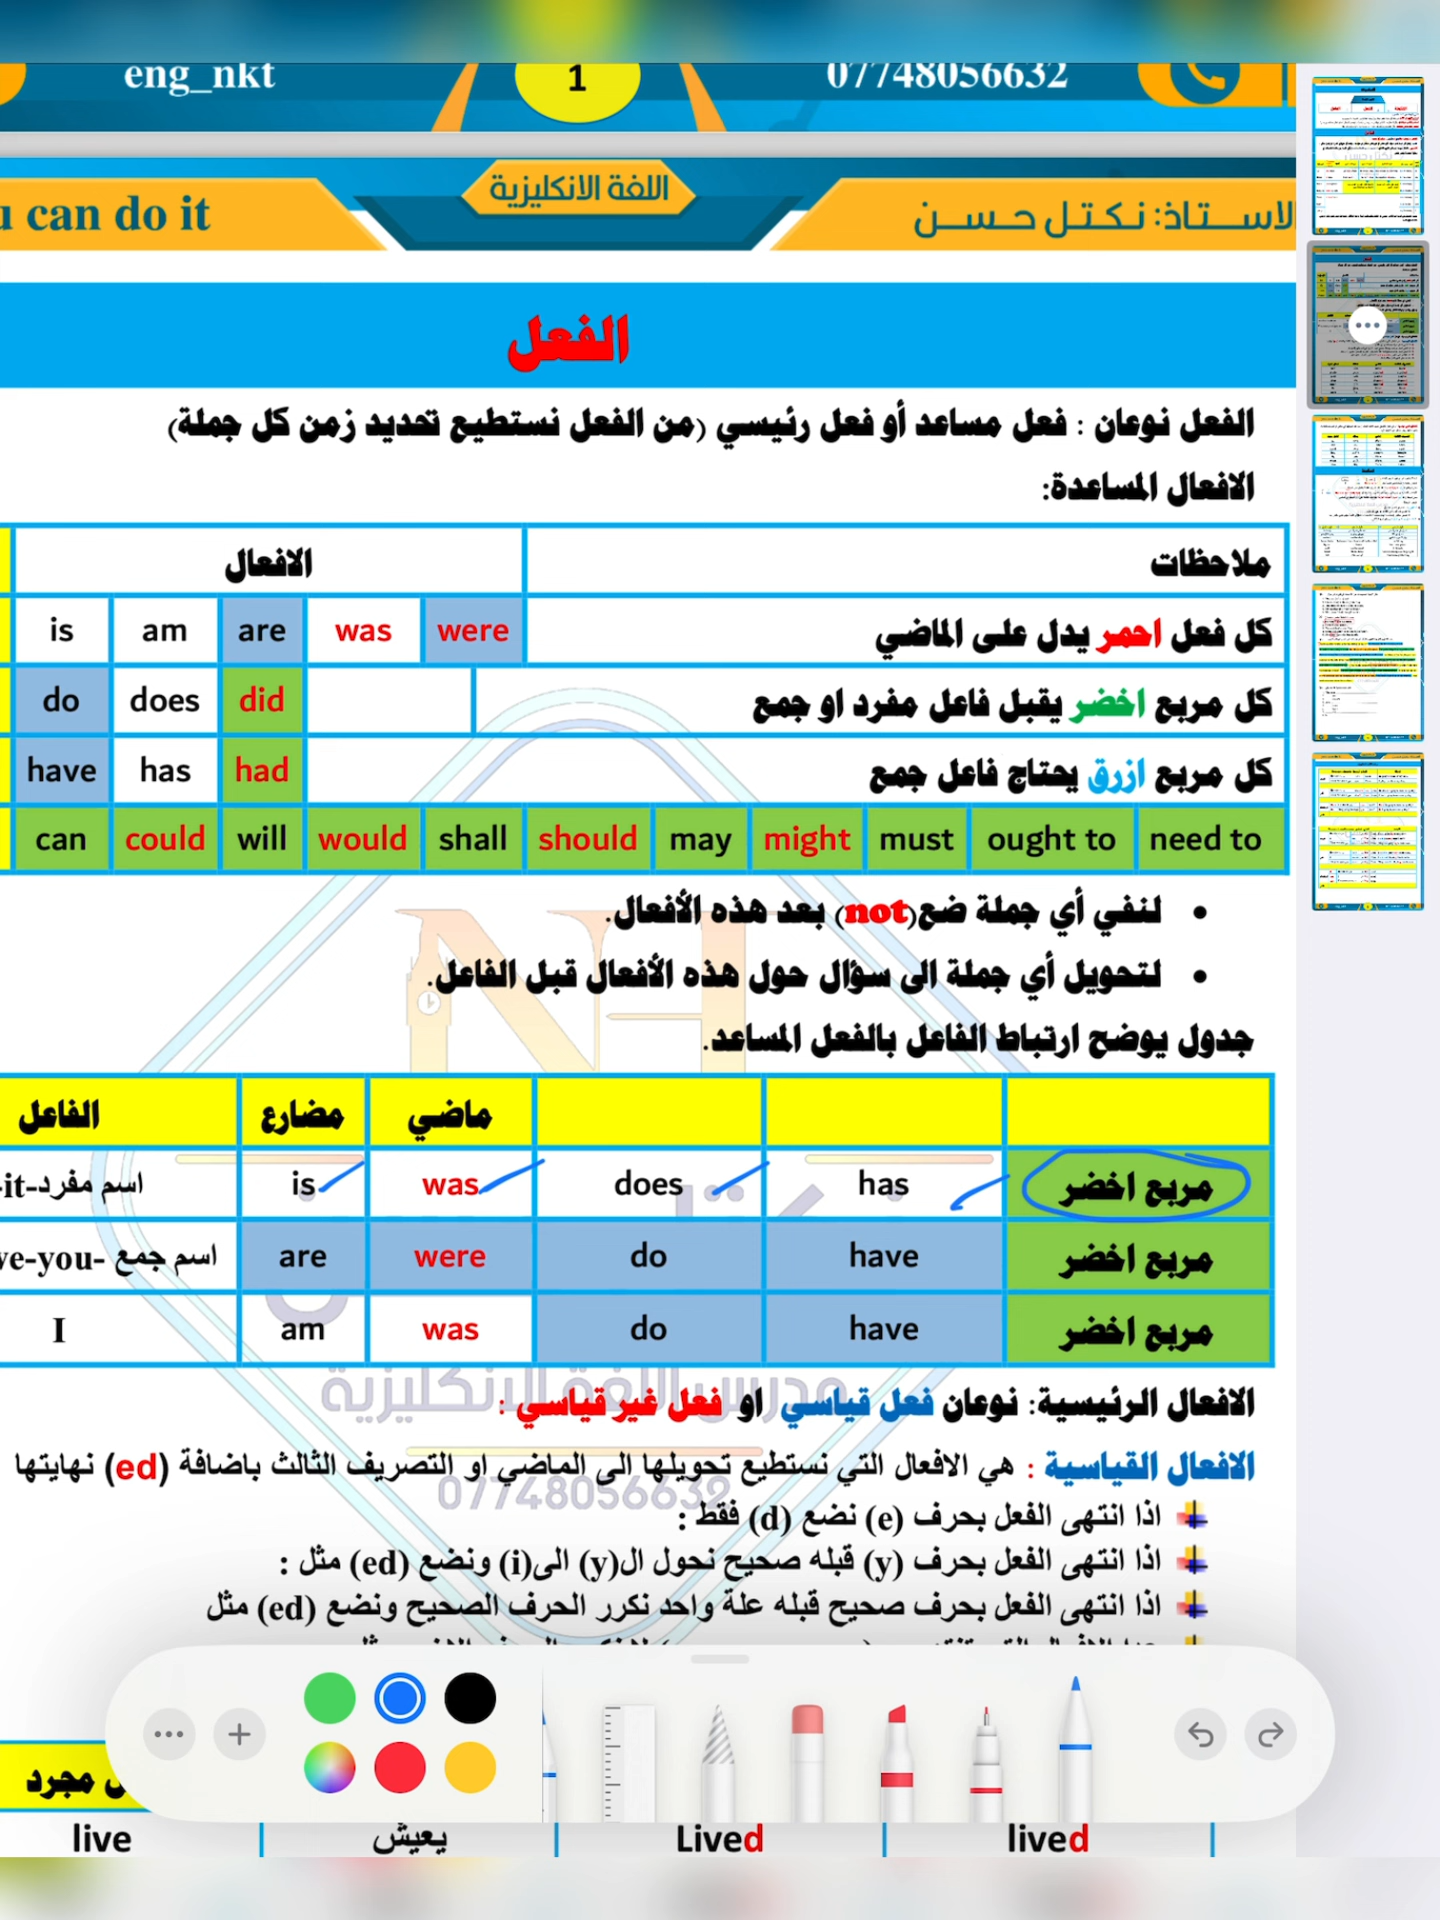 eng_nkt
1
07748056632
can do it
اللغة الانكليزية
الاستاذ: نكتل حسن
الفعل
الفعل نوعان : فعل مساعد أو فعل رئيسي (من الفعل نستطيع تحديد زمن كل جملة)
الافعال المساعدة:
ملاحظات الافعال
is am are was were كل فعل احمر يدل على الماضي
do does did كل مربع اخضر يقبل فاعل مفرد او جمع
have has had كل مربع ازرق يحتاج فاعل جمع
can could will would shall should may might must ought to need to
• لنفي أي جملة ضع(not) بعد هذه الأفعال.
• لتحويل أي جملة الى سؤال حول هذه الأفعال قبل الفاعل.
جدول يوضح ارتباط الفاعل بالفعل المساعد.
الفاعل مضارع ماضي
اسم مفرد-it- is was does has مربع اخضر
اسم جمع -you- are were do have مربع اخضر
I am was do have مربع اخضر
مدرس اللغة الانكليزية
الافعال الرئيسية: نوعان فعل قياسي او فعل غير قياسي :
الافعال القياسية : هي الافعال التي نستطيع تحويلها الى الماضي او التصريف الثالث باضافة (ed) نهايتها
07748056632
اذا انتهى الفعل بحرف (e) نضع (d) فقط :
اذا انتهى الفعل بحرف (y) قبله صحيح نحول ال(y) الى(i) ونضع (ed) مثل :
اذا انتهى الفعل بحرف صحيح قبله علة واحد نكرر الحرف الصحيح ونضع (ed) مثل
مجرد
live يعيش Lived lived